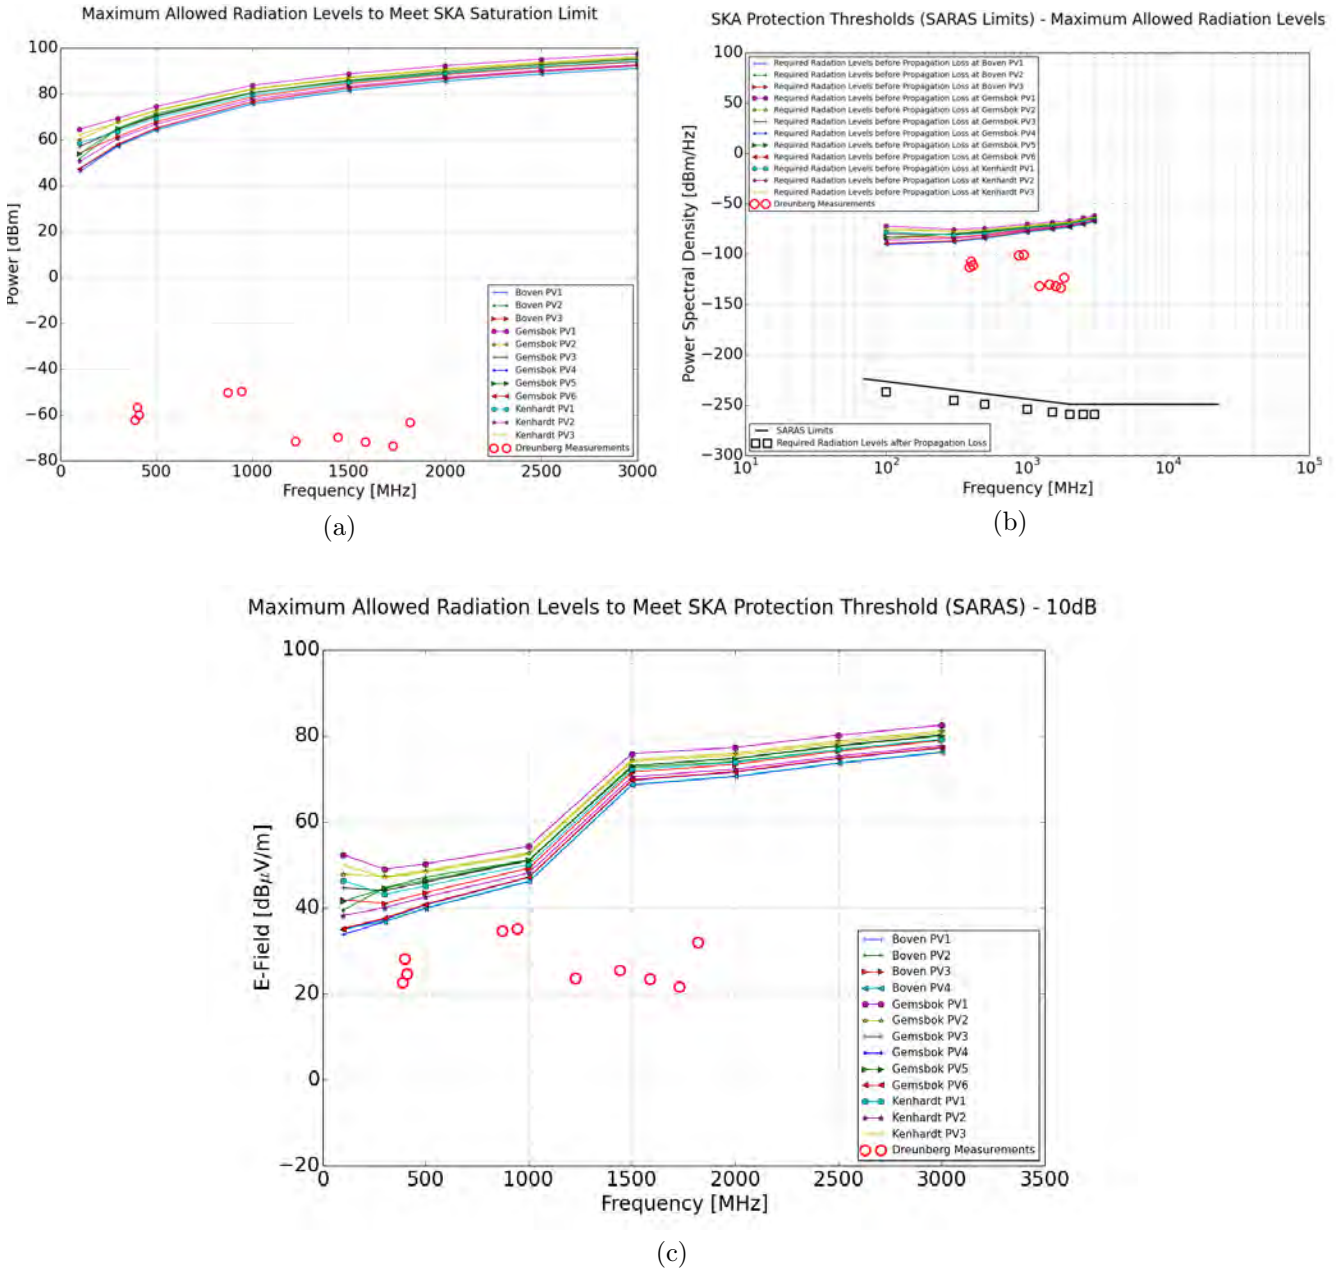 Maximum Allowed Radiation Levels to Meet SKA Saturation Limit
100
80
60
40
20
0
−20
−40
−60
−80
Power [dBm]
0
500
1000
1500
2000
2500
3000
Frequency [MHz]
Boven PV1
Boven PV2
Boven PV3
Gemsbok PV1
Gemsbok PV2
Gemsbok PV3
Gemsbok PV4
Gemsbok PV5
Gemsbok PV6
Kenhardt PV1
Kenhardt PV2
Kenhardt PV3
Dreunberg Measurements
(a)
SKA Protection Thresholds (SARAS Limits) - Maximum Allowed Radiation Levels
100
50
0
−50
−100
−150
−200
−250
−300
Power Spectral Density [dBm/Hz]
10^1
10^2
10^3
10^4
10^5
Frequency [MHz]
Required Radiation Levels before Propagation Loss at Boven PV1
Required Radiation Levels before Propagation Loss at Boven PV2
Required Radiation Levels before Propagation Loss at Boven PV3
Required Radiation Levels before Propagation Loss at Gemsbok PV1
Required Radiation Levels before Propagation Loss at Gemsbok PV2
Required Radiation Levels before Propagation Loss at Gemsbok PV3
Required Radiation Levels before Propagation Loss at Gemsbok PV4
Required Radiation Levels before Propagation Loss at Gemsbok PV5
Required Radiation Levels before Propagation Loss at Gemsbok PV6
Required Radiation Levels before Propagation Loss at Kenhardt PV1
Required Radiation Levels before Propagation Loss at Kenhardt PV2
Required Radiation Levels before Propagation Loss at Kenhardt PV3
Dreunberg Measurements
SARAS Limits
Required Radiation Levels after Propagation Loss
(b)
Maximum Allowed Radiation Levels to Meet SKA Protection Threshold (SARAS) - 10dB
100
80
60
40
20
0
−20
E-Field [dBμV/m]
0
500
1000
1500
2000
2500
3000
3500
Frequency [MHz]
Boven PV1
Boven PV2
Boven PV3
Boven PV4
Gemsbok PV1
Gemsbok PV2
Gemsbok PV3
Gemsbok PV4
Gemsbok PV5
Gemsbok PV6
Kenhardt PV1
Kenhardt PV2
Kenhardt PV3
Dreunberg Measurements
(c)